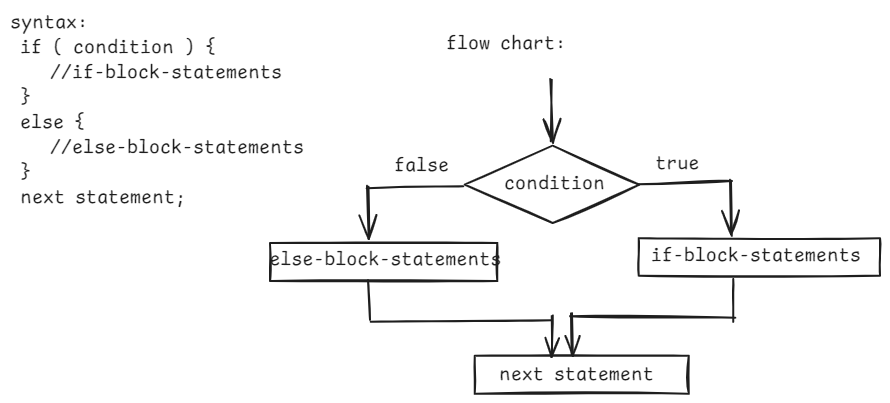 syntax:
if ( condition ) {
//if-block-statements
}
else {
//else-block-statements
}
next statement;
flow chart:
false
true
condition
else-block-statements
if-block-statements
next statement